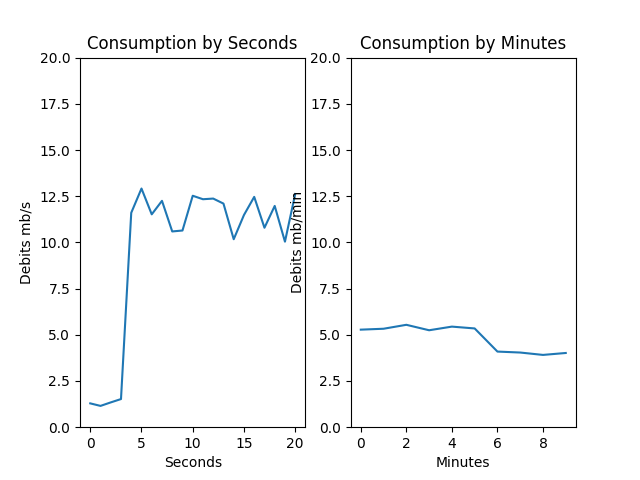 Consumption by Seconds
20.0
17.5
15.0
12.5
10.0
7.5
5.0
2.5
0.0
Debits mb/s
0 5 10 15 20
Seconds
Consumption by Minutes
20.0
17.5
15.0
12.5
10.0
7.5
5.0
2.5
0.0
Debits mb/min
0 2 4 6 8
Minutes